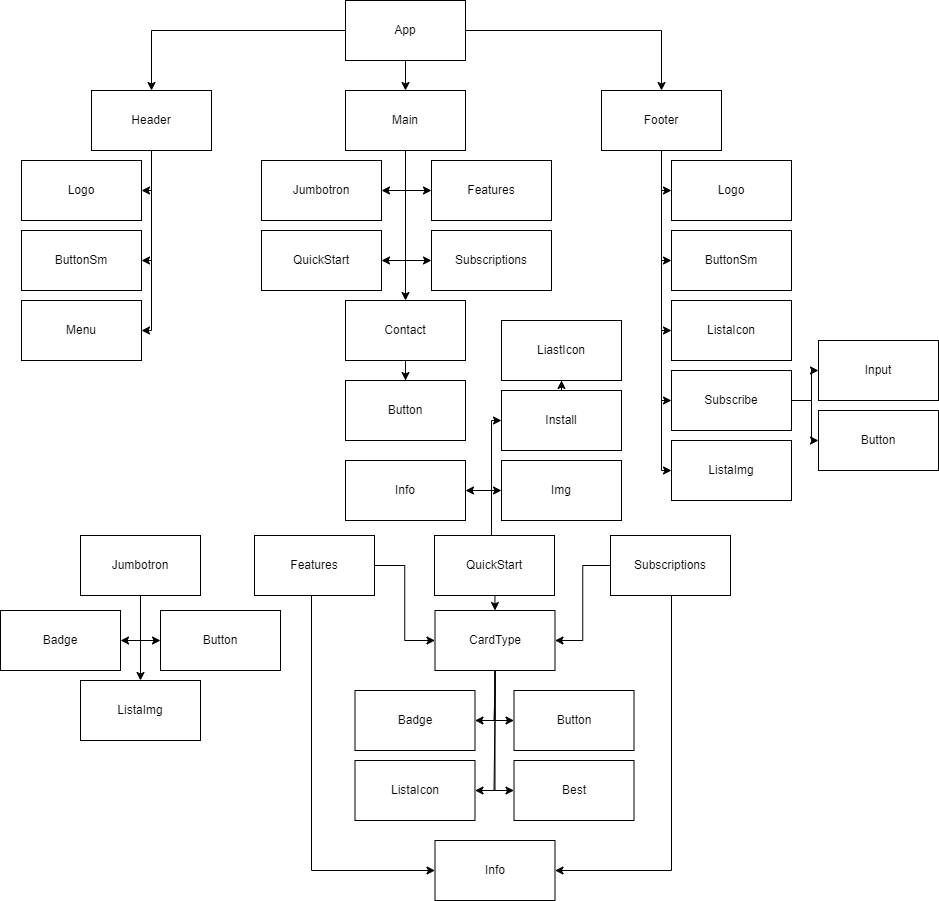 App
Header
Main
Footer
Logo
Jumbotron
Features
Logo
ButtonSm
QuickStart
Subscriptions
ButtonSm
Menu
Contact
ListaIcon
LiastIcon
Input
Subscribe
Button
Install
Button
ListaImg
Info
Img
Jumbotron
Features
QuickStart
Subscriptions
Badge
Button
CardType
ListaImg
Badge
Button
ListaIcon
Best
Info